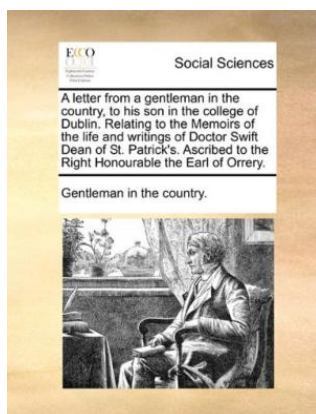 ECCO
Social Sciences
A letter from a gentleman in the
country, to his son in the college of
Dublin. Relating to the Memoirs of
the life and writings of Doctor Swift
Dean of St. Patrick's. Ascribed to the
Right Honourable the Earl of Orrery.
Gentleman in the country.